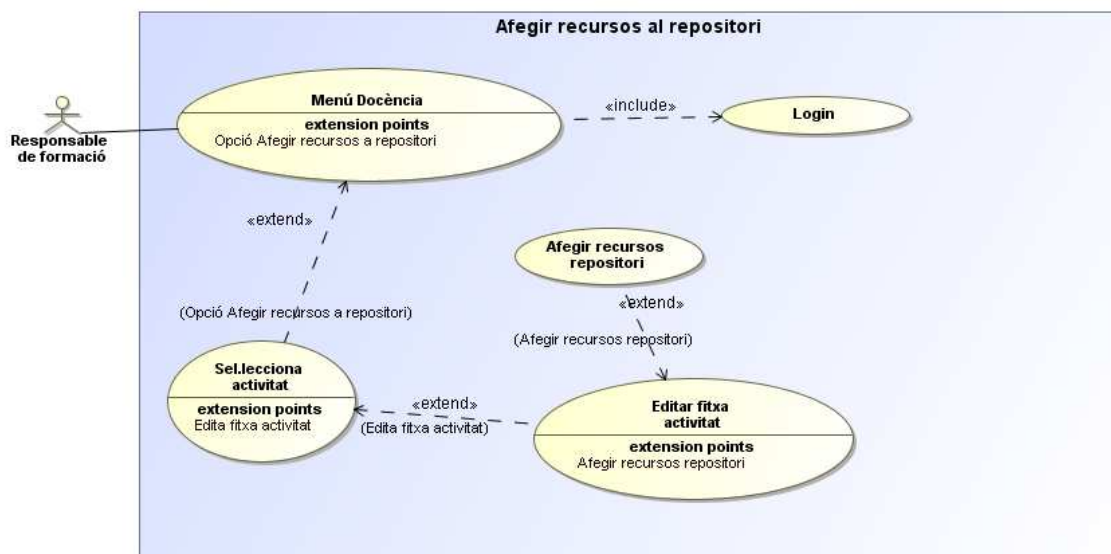 Afegir recursos al repositori
Menú Docència
extension points
Opció Afegir recursos a repositori
«include»
Login
Responsable
de formació
«extend»
(Opció Afegir recursos a repositori)
Afegir recursos
repositori
«extend»
(Afegir recursos repositori)
Sel.lecciona
activitat
extension points
Edita fitxa activitat
«extend»
(Edita fitxa activitat)
Editar fitxa
activitat
extension points
Afegir recursos repositori